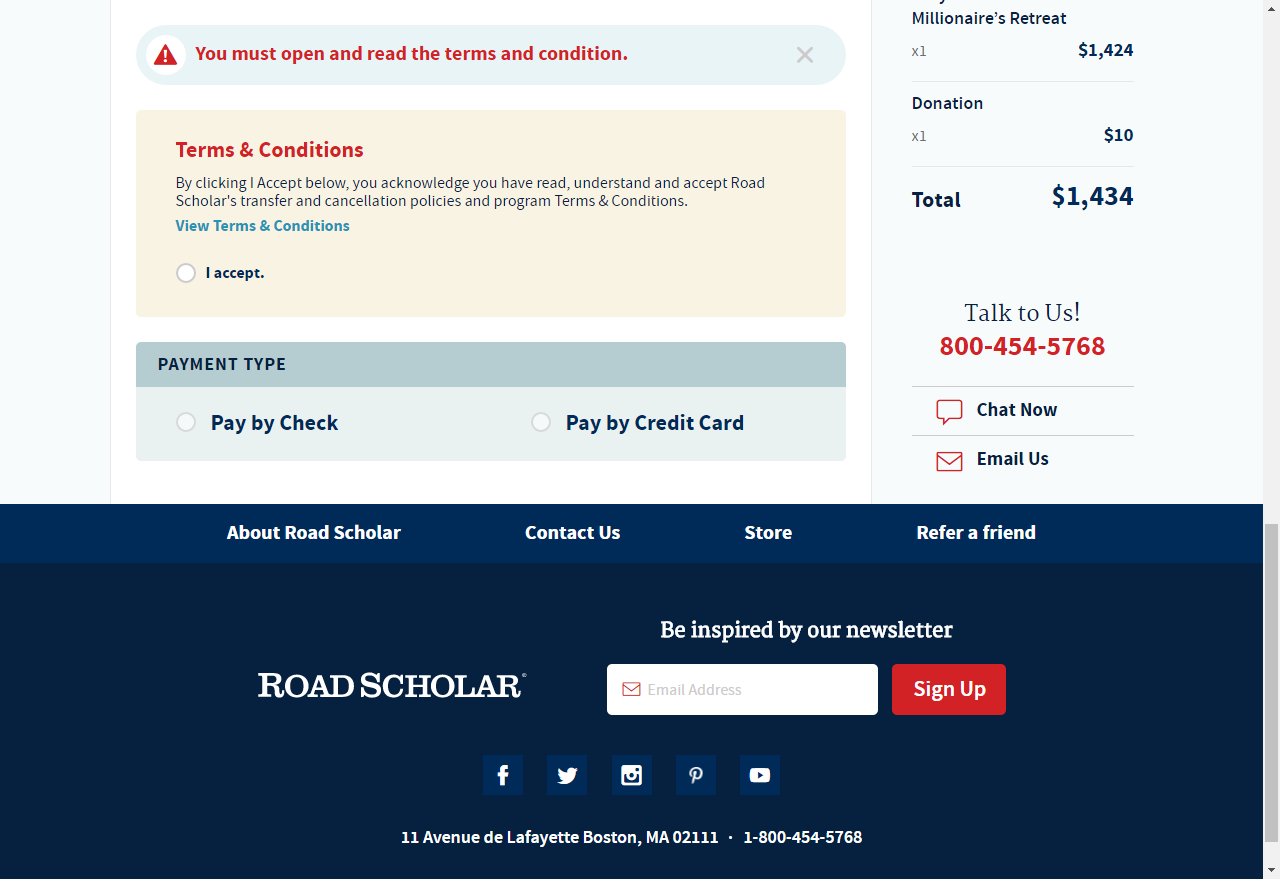 You must open and read the terms and condition.
Terms & Conditions
By clicking I Accept below, you acknowledge you have read, understand and accept Road
Scholar's transfer and cancellation policies and program Terms & Conditions.
View Terms & Conditions
I accept.
PAYMENT TYPE
Pay by Check
Pay by Credit Card
Millionaire’s Retreat
x1 $1,424
Donation
x1 $10
Total $1,434
Talk to Us!
800-454-5768
Chat Now
Email Us
About Road Scholar Contact Us Store Refer a friend
Be inspired by our newsletter
ROAD SCHOLAR®
Email Address
Sign Up
11 Avenue de Lafayette Boston, MA 02111 · 1-800-454-5768